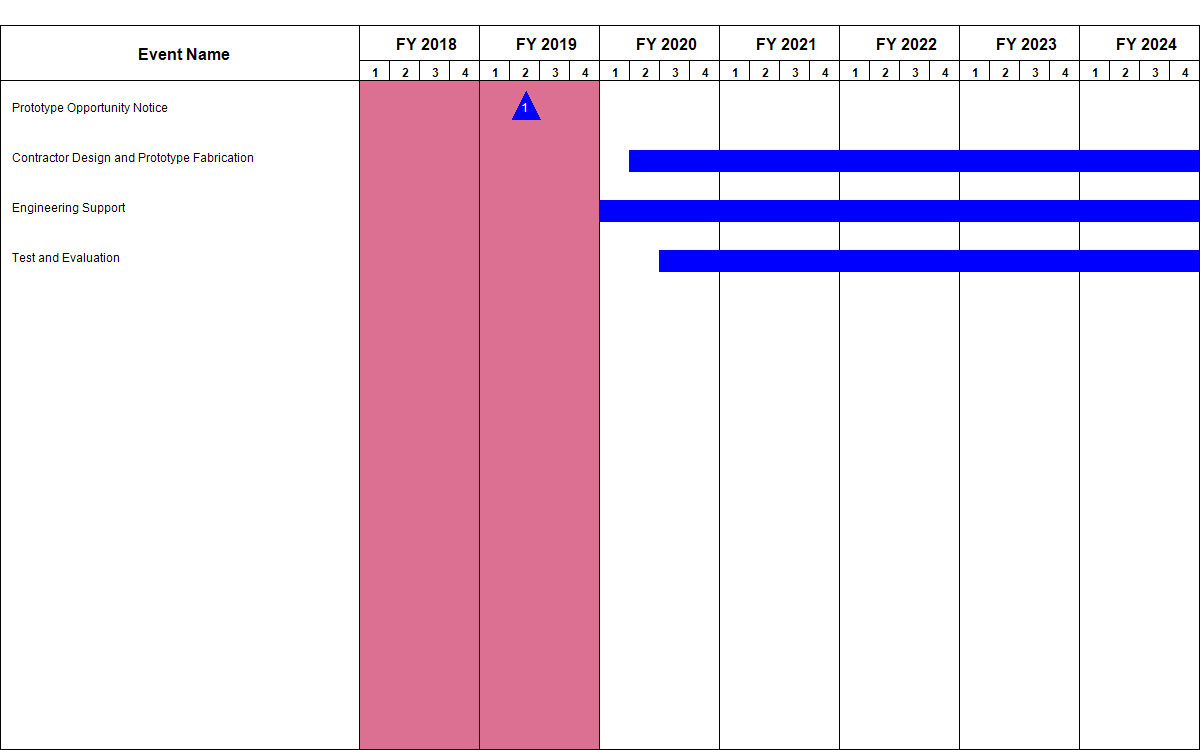 Event Name FY 2018 FY 2019 FY 2020 FY 2021 FY 2022 FY 2023 FY 2024
1 2 3 4 1 2 3 4 1 2 3 4 1 2 3 4 1 2 3 4 1 2 3 4 1 2 3 4
Prototype Opportunity Notice 1
Contractor Design and Prototype Fabrication
Engineering Support
Test and Evaluation